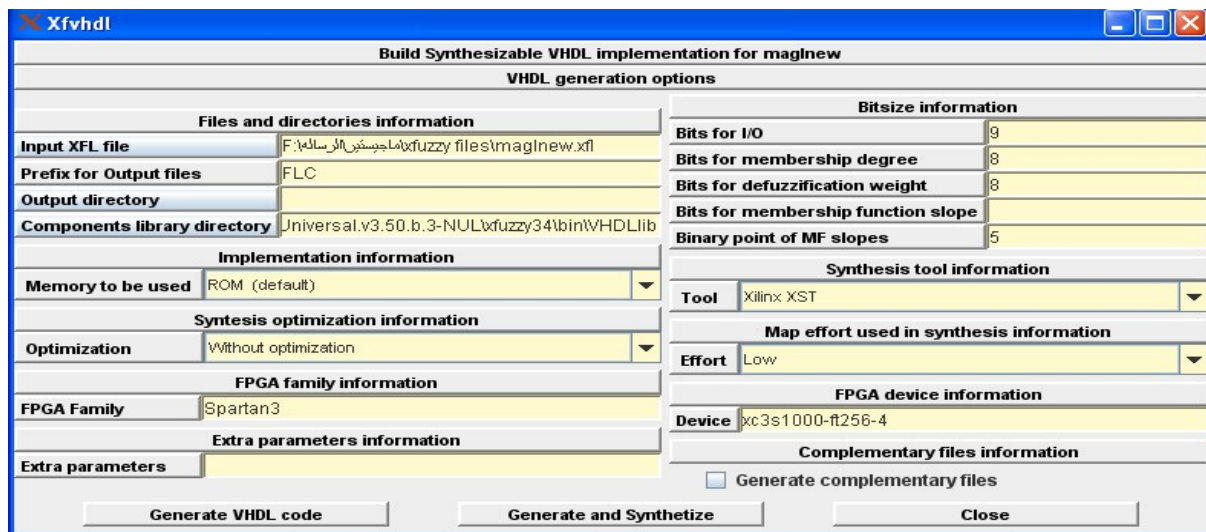 Xfvhdl
Build Synthesizable VHDL implementation for maglnew
VHDL generation options
Files and directories information
Input XFL file F:\ماجيستير\الرساله\xfuzzy files\maglnew.xfl
Prefix for Output files FLC
Output directory
Components library directory Universal.v3.50.b.3-NUL\xfuzzy34\bin\VHDLlib
Implementation information
Memory to be used ROM (default)
Syntesis optimization information
Optimization Without optimization
FPGA family information
FPGA Family Spartan3
Extra parameters information
Extra parameters
Bitsize information
Bits for I/O 9
Bits for membership degree 8
Bits for defuzzification weight 8
Bits for membership function slope
Binary point of MF slopes 5
Synthesis tool information
Tool Xilinx XST
Map effort used in synthesis information
Effort Low
FPGA device information
Device xc3s1000-ft256-4
Complementary files information
Generate complementary files
Generate VHDL code
Generate and Synthetize
Close